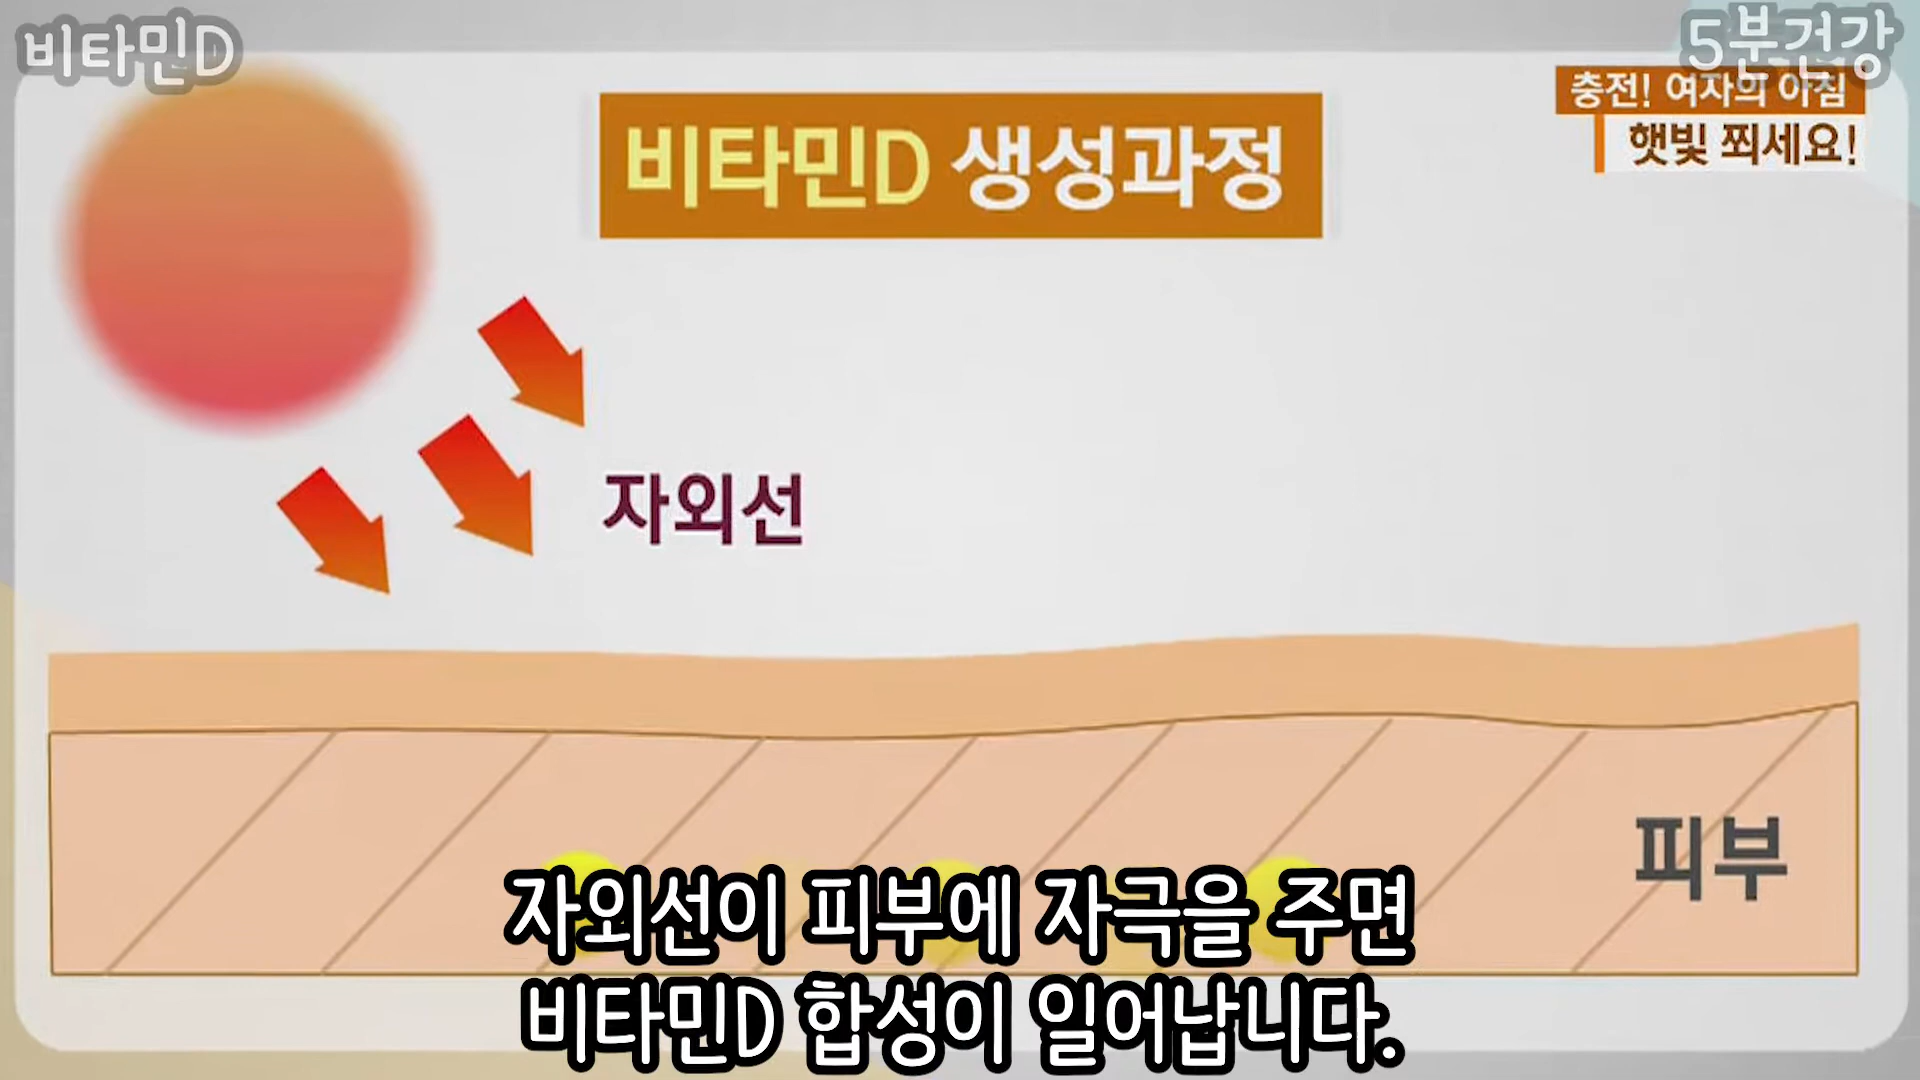 비타민D
5분건강
충전! 여자의 아침
햇빛 쬐세요!
비타민D 생성과정
자외선
피부
자외선이 피부에 자극을 주면
비타민D 합성이 일어납니다.